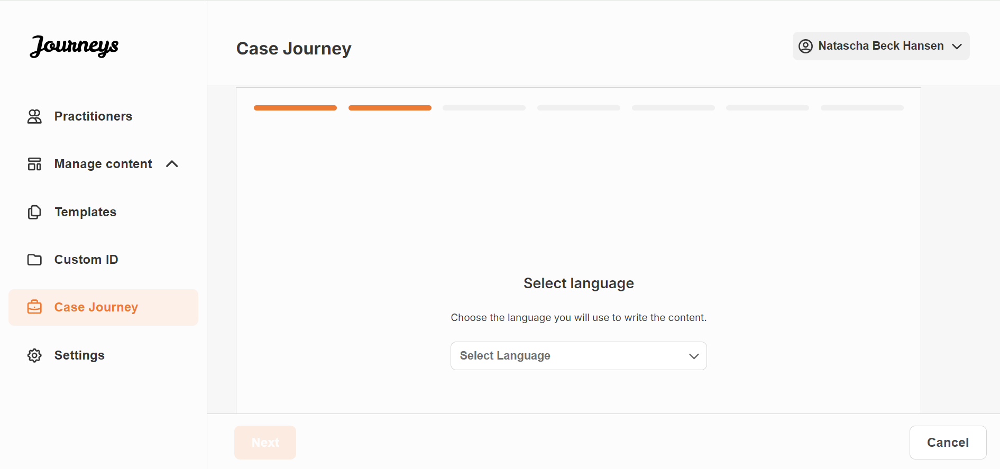 Journeys
Case Journey
Natascha Beck Hansen
Practitioners
Manage content
Templates
Custom ID
Case Journey
Settings
Select language
Choose the language you will use to write the content.
Select Language
Next
Cancel